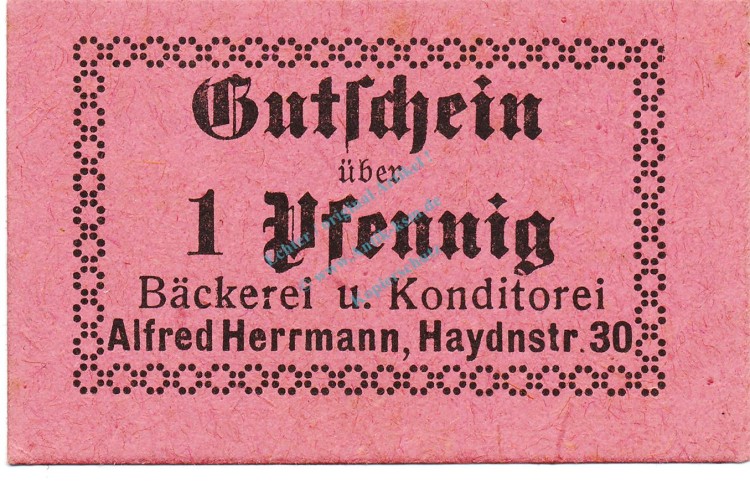 Gutschein
über
1 Pfennig
Bäckerei u. Konditorei
Alfred Herrmann, Haydnstr. 30